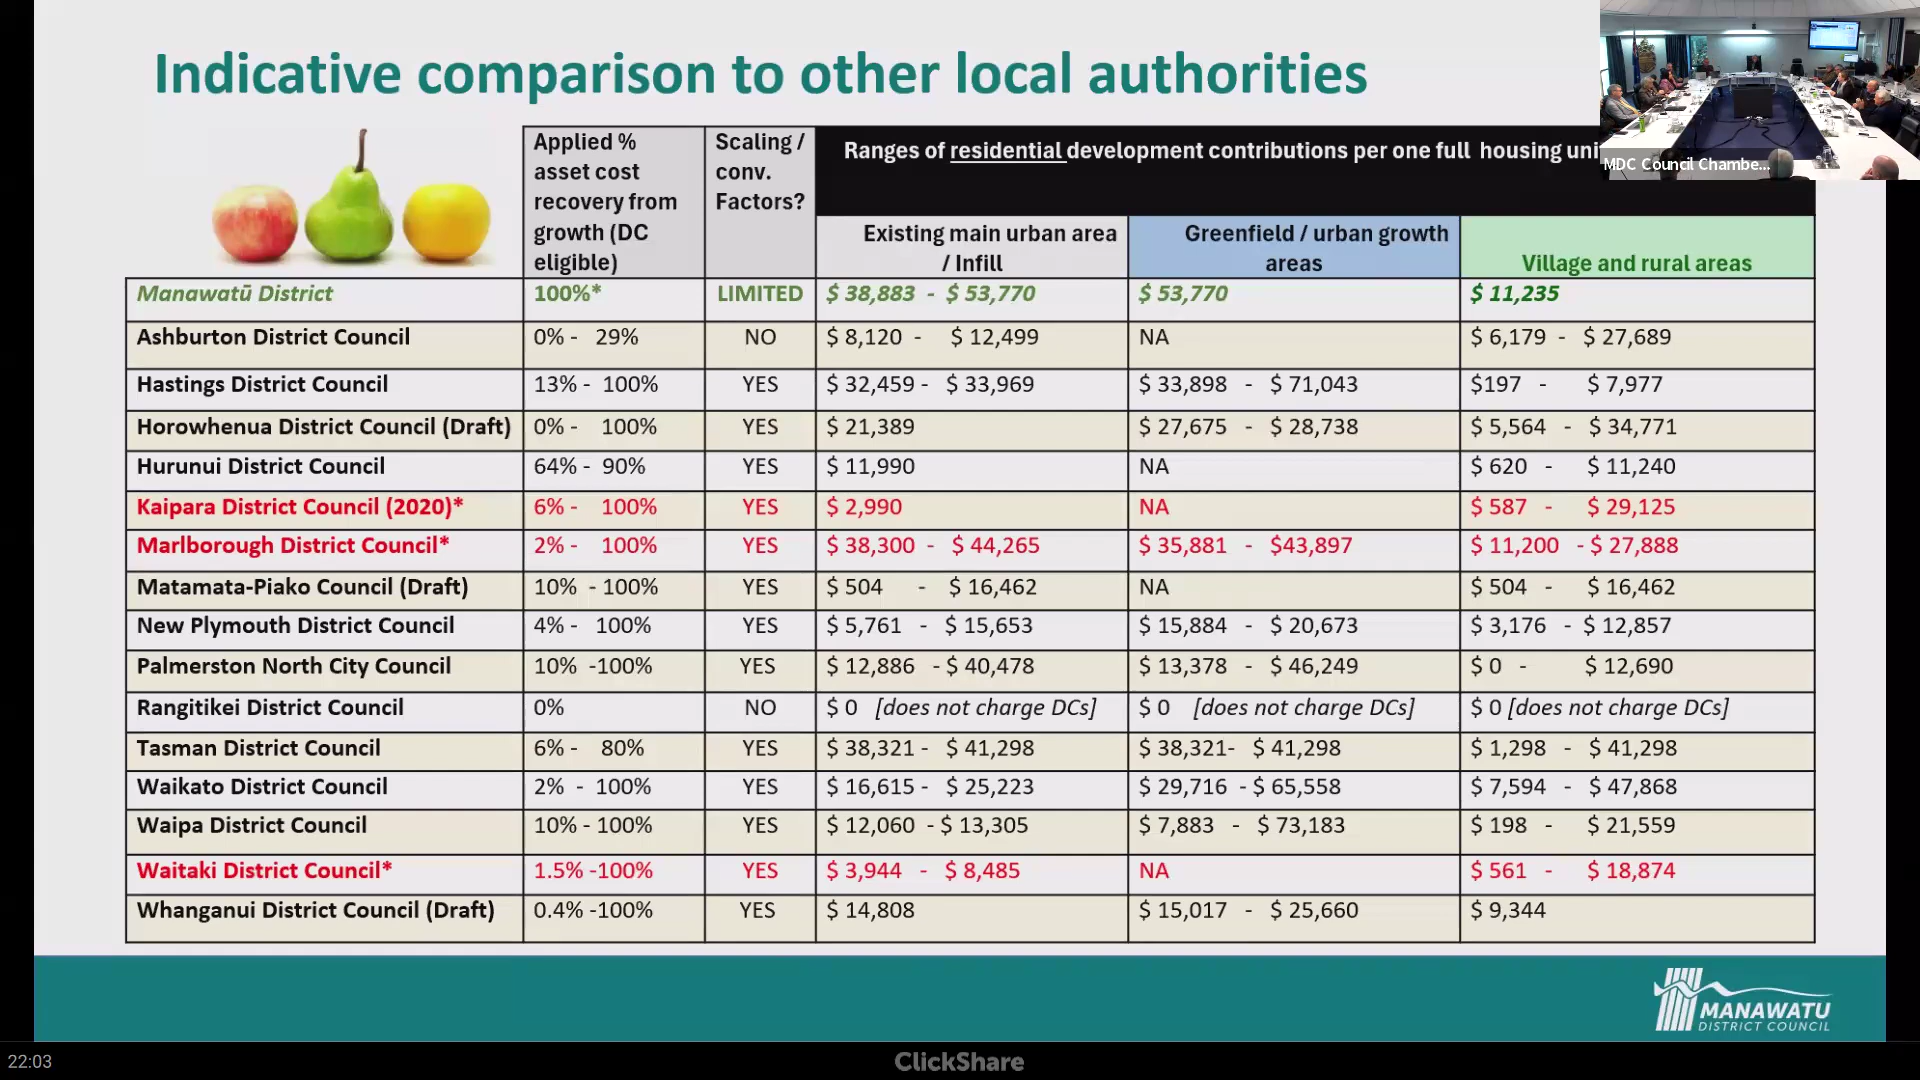 Indicative comparison to other local authorities
MDC Council Chambe...
Applied %
asset cost
recovery from
growth (DC
eligible)
Scaling /
conv.
Factors?
Ranges of residential development contributions per one full housing uni
Existing main urban area
/ Infill
Greenfield / urban growth
areas
Village and rural areas
Manawatū District 100%* LIMITED $ 38,883 - $ 53,770 $ 53,770 $ 11,235
Ashburton District Council 0% - 29% NO $ 8,120 - $ 12,499 NA $ 6,179 - $ 27,689
Hastings District Council 13% - 100% YES $ 32,459 - $ 33,969 $ 33,898 - $ 71,043 $197 - $ 7,977
Horowhenua District Council (Draft) 0% - 100% YES $ 21,389 $ 27,675 - $ 28,738 $ 5,564 - $ 34,771
Hurunui District Council 64% - 90% YES $ 11,990 NA $ 620 - $ 11,240
Kaipara District Council (2020)* 6% - 100% YES $ 2,990 NA $ 587 - $ 29,125
Marlborough District Council* 2% - 100% YES $ 38,300 - $ 44,265 $ 35,881 - $43,897 $ 11,200 - $ 27,888
Matamata-Piako Council (Draft) 10% - 100% YES $ 504 - $ 16,462 NA $ 504 - $ 16,462
New Plymouth District Council 4% - 100% YES $ 5,761 - $ 15,653 $ 15,884 - $ 20,673 $ 3,176 - $ 12,857
Palmerston North City Council 10% -100% YES $ 12,886 - $ 40,478 $ 13,378 - $ 46,249 $ 0 - $ 12,690
Rangitikei District Council 0% NO $ 0 [does not charge DCs] $ 0 [does not charge DCs] $ 0 [does not charge DCs]
Tasman District Council 6% - 80% YES $ 38,321 - $ 41,298 $ 38,321- $ 41,298 $ 1,298 - $ 41,298
Waikato District Council 2% - 100% YES $ 16,615 - $ 25,223 $ 29,716 - $ 65,558 $ 7,594 - $ 47,868
Waipa District Council 10% - 100% YES $ 12,060 - $ 13,305 $ 7,883 - $ 73,183 $ 198 - $ 21,559
Waitaki District Council* 1.5% -100% YES $ 3,944 - $ 8,485 NA $ 561 - $ 18,874
Whanganui District Council (Draft) 0.4% -100% YES $ 14,808 $ 15,017 - $ 25,660 $ 9,344
MANAWATU
DISTRICT COUNCIL
22:03
ClickShare